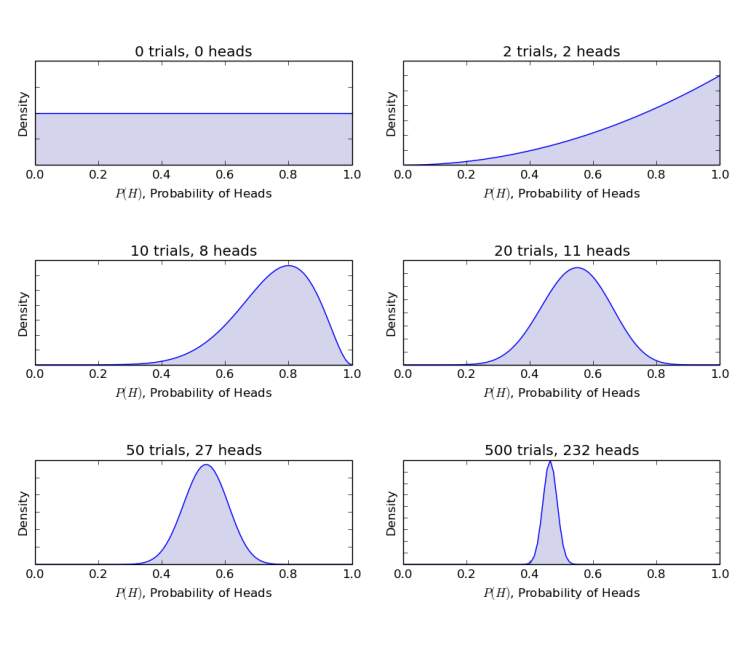 0 trials, 0 heads
Density
0.0 0.2 0.4 0.6 0.8 1.0
P(H), Probability of Heads
2 trials, 2 heads
Density
0.0 0.2 0.4 0.6 0.8 1.0
P(H), Probability of Heads
10 trials, 8 heads
Density
0.0 0.2 0.4 0.6 0.8 1.0
P(H), Probability of Heads
20 trials, 11 heads
Density
0.0 0.2 0.4 0.6 0.8 1.0
P(H), Probability of Heads
50 trials, 27 heads
Density
0.0 0.2 0.4 0.6 0.8 1.0
P(H), Probability of Heads
500 trials, 232 heads
Density
0.0 0.2 0.4 0.6 0.8 1.0
P(H), Probability of Heads